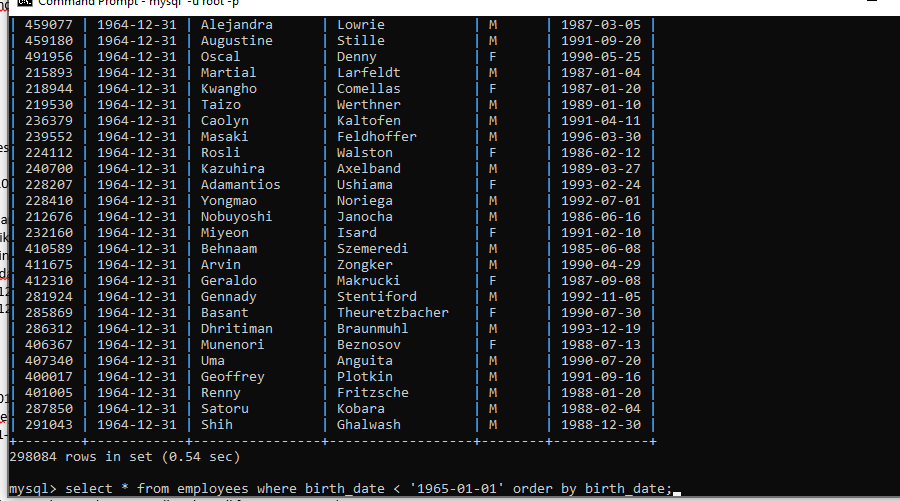 Command Prompt - mysql -u root -p
| 459077 | 1964-12-31 | Alejandra | Lowrie | M | 1987-03-05 |
| 459180 | 1964-12-31 | Augustine | Stille | M | 1991-09-20 |
| 491956 | 1964-12-31 | Oscal | Denny | F | 1990-05-25 |
| 215893 | 1964-12-31 | Martial | Larfeldt | M | 1987-01-04 |
| 218944 | 1964-12-31 | Kwangho | Comellas | F | 1987-01-20 |
| 219530 | 1964-12-31 | Taizo | Werthner | M | 1989-01-10 |
| 236379 | 1964-12-31 | Caolyn | Kaltofen | M | 1991-04-11 |
| 239552 | 1964-12-31 | Masaki | Feldhoffer | M | 1996-03-30 |
| 224112 | 1964-12-31 | Rosli | Walston | F | 1986-02-12 |
| 240700 | 1964-12-31 | Kazuhira | Axelband | M | 1989-03-27 |
| 228207 | 1964-12-31 | Adamantios | Ushiama | F | 1993-02-24 |
| 228410 | 1964-12-31 | Yongmao | Noriega | M | 1992-07-01 |
| 212676 | 1964-12-31 | Nobuyoshi | Janocha | M | 1986-06-16 |
| 232160 | 1964-12-31 | Miyeon | Isard | F | 1991-02-10 |
| 410589 | 1964-12-31 | Behnaam | Szemeredi | M | 1985-06-08 |
| 411675 | 1964-12-31 | Arvin | Zongker | M | 1990-04-29 |
| 412310 | 1964-12-31 | Geraldo | Makrucki | F | 1987-09-08 |
| 281924 | 1964-12-31 | Gennady | Stentiford | M | 1992-11-05 |
| 285869 | 1964-12-31 | Basant | Theuretzbacher | F | 1990-07-30 |
| 286312 | 1964-12-31 | Dhritiman | Braunmuhl | M | 1993-12-19 |
| 406367 | 1964-12-31 | Munenori | Beznosov | F | 1988-07-13 |
| 407340 | 1964-12-31 | Uma | Anguita | M | 1990-07-20 |
| 400017 | 1964-12-31 | Geoffrey | Plotkin | M | 1991-09-16 |
| 401005 | 1964-12-31 | Renny | Fritzsche | M | 1988-01-20 |
| 287850 | 1964-12-31 | Satoru | Kobara | M | 1988-02-04 |
| 291043 | 1964-12-31 | Shih | Ghalwash | M | 1988-12-30 |
+--------+------------+----------------+------------------+--------+------------+
298084 rows in set (0.54 sec)
mysql> select * from employees where birth_date < '1965-01-01' order by birth_date;